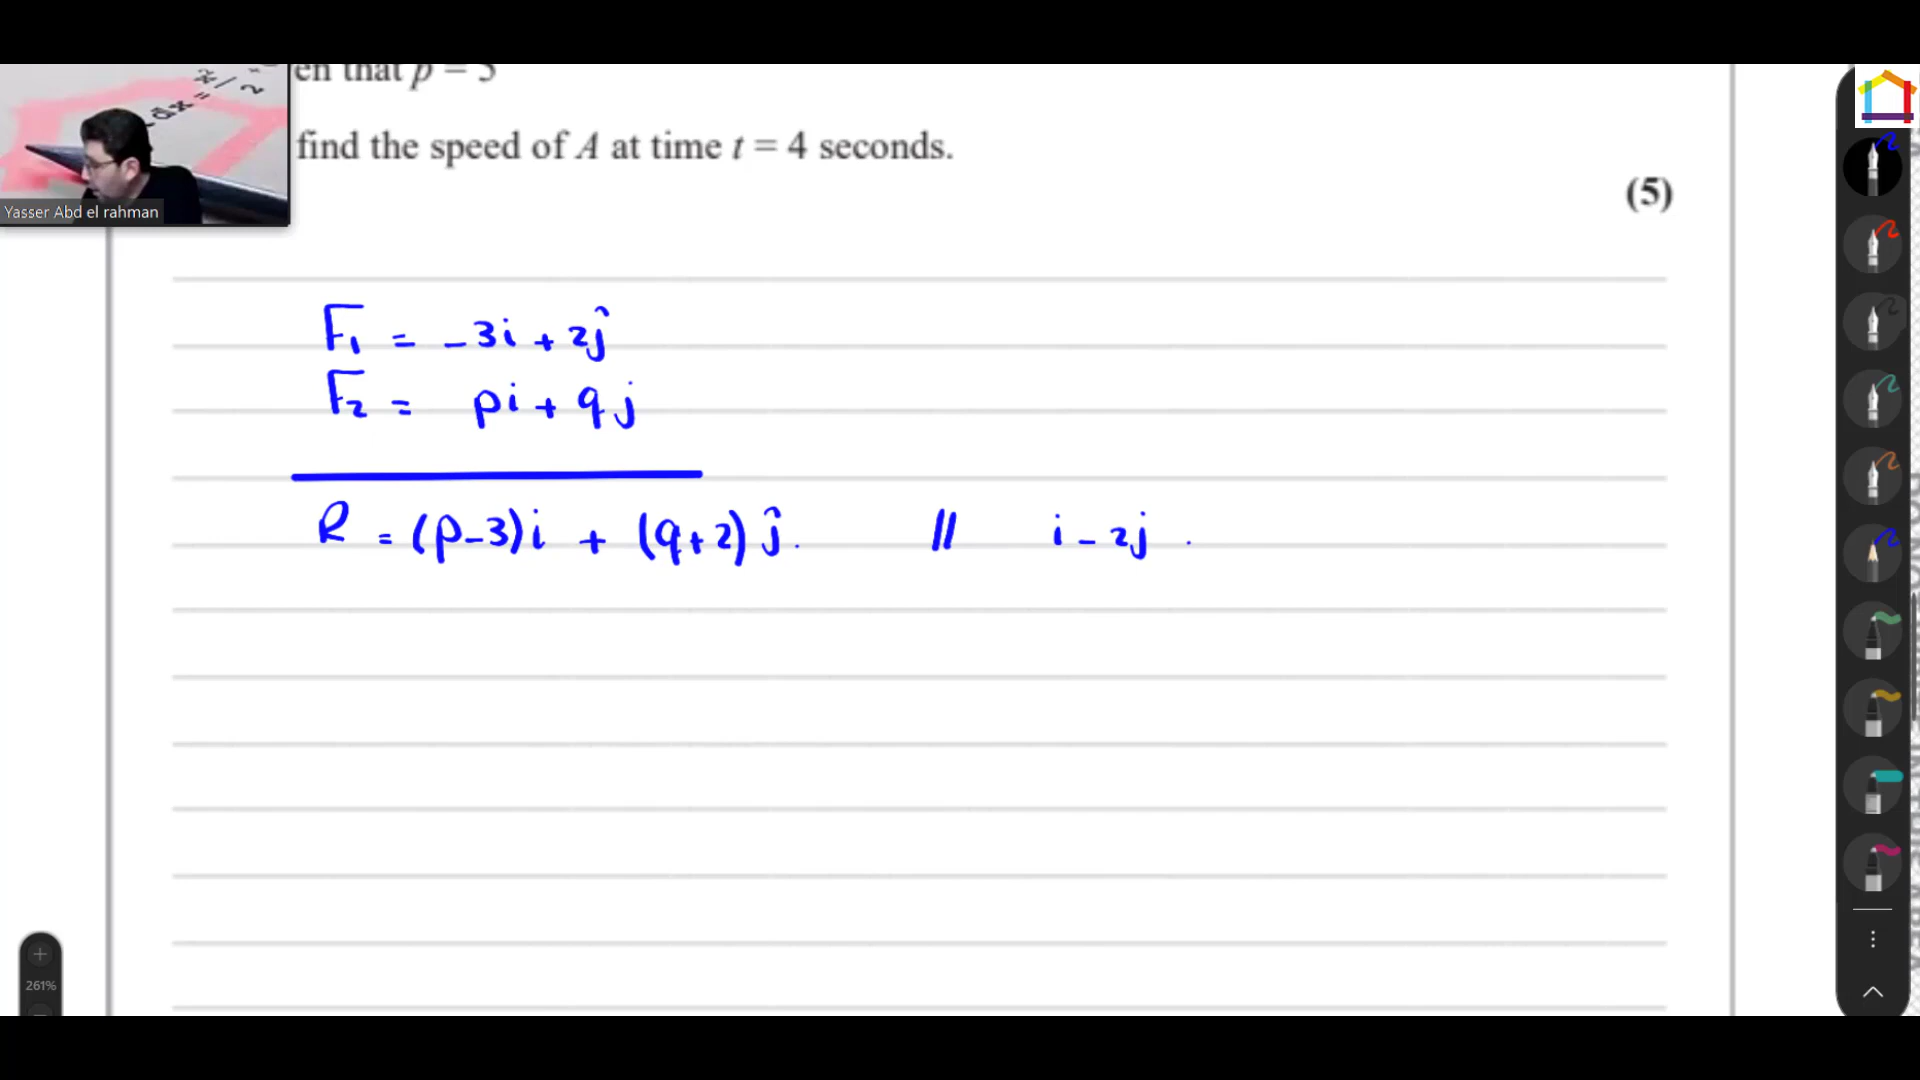 en that p = 5
find the speed of A at time t = 4 seconds.
(5)
Yasser Abd el rahman
F₁ = -3i + 2ĵ
F₂ = pi + qj
R = (p-3)i + (q+2)ĵ. // i - 2j .
261%